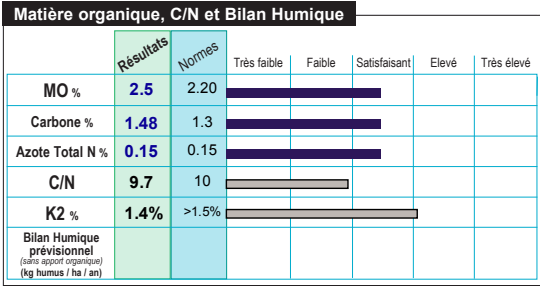 Matière organique, C/N et Bilan Humique
Résultats Normes Très faible Faible Satisfaisant Elevé Très élevé
MO % 2.5 2.20
Carbone % 1.48 1.3
Azote Total N % 0.15 0.15
C/N 9.7 10
K2 % 1.4% >1.5%
Bilan Humique
prévisionnel
(sans apport organique)
(kg humus / ha / an)